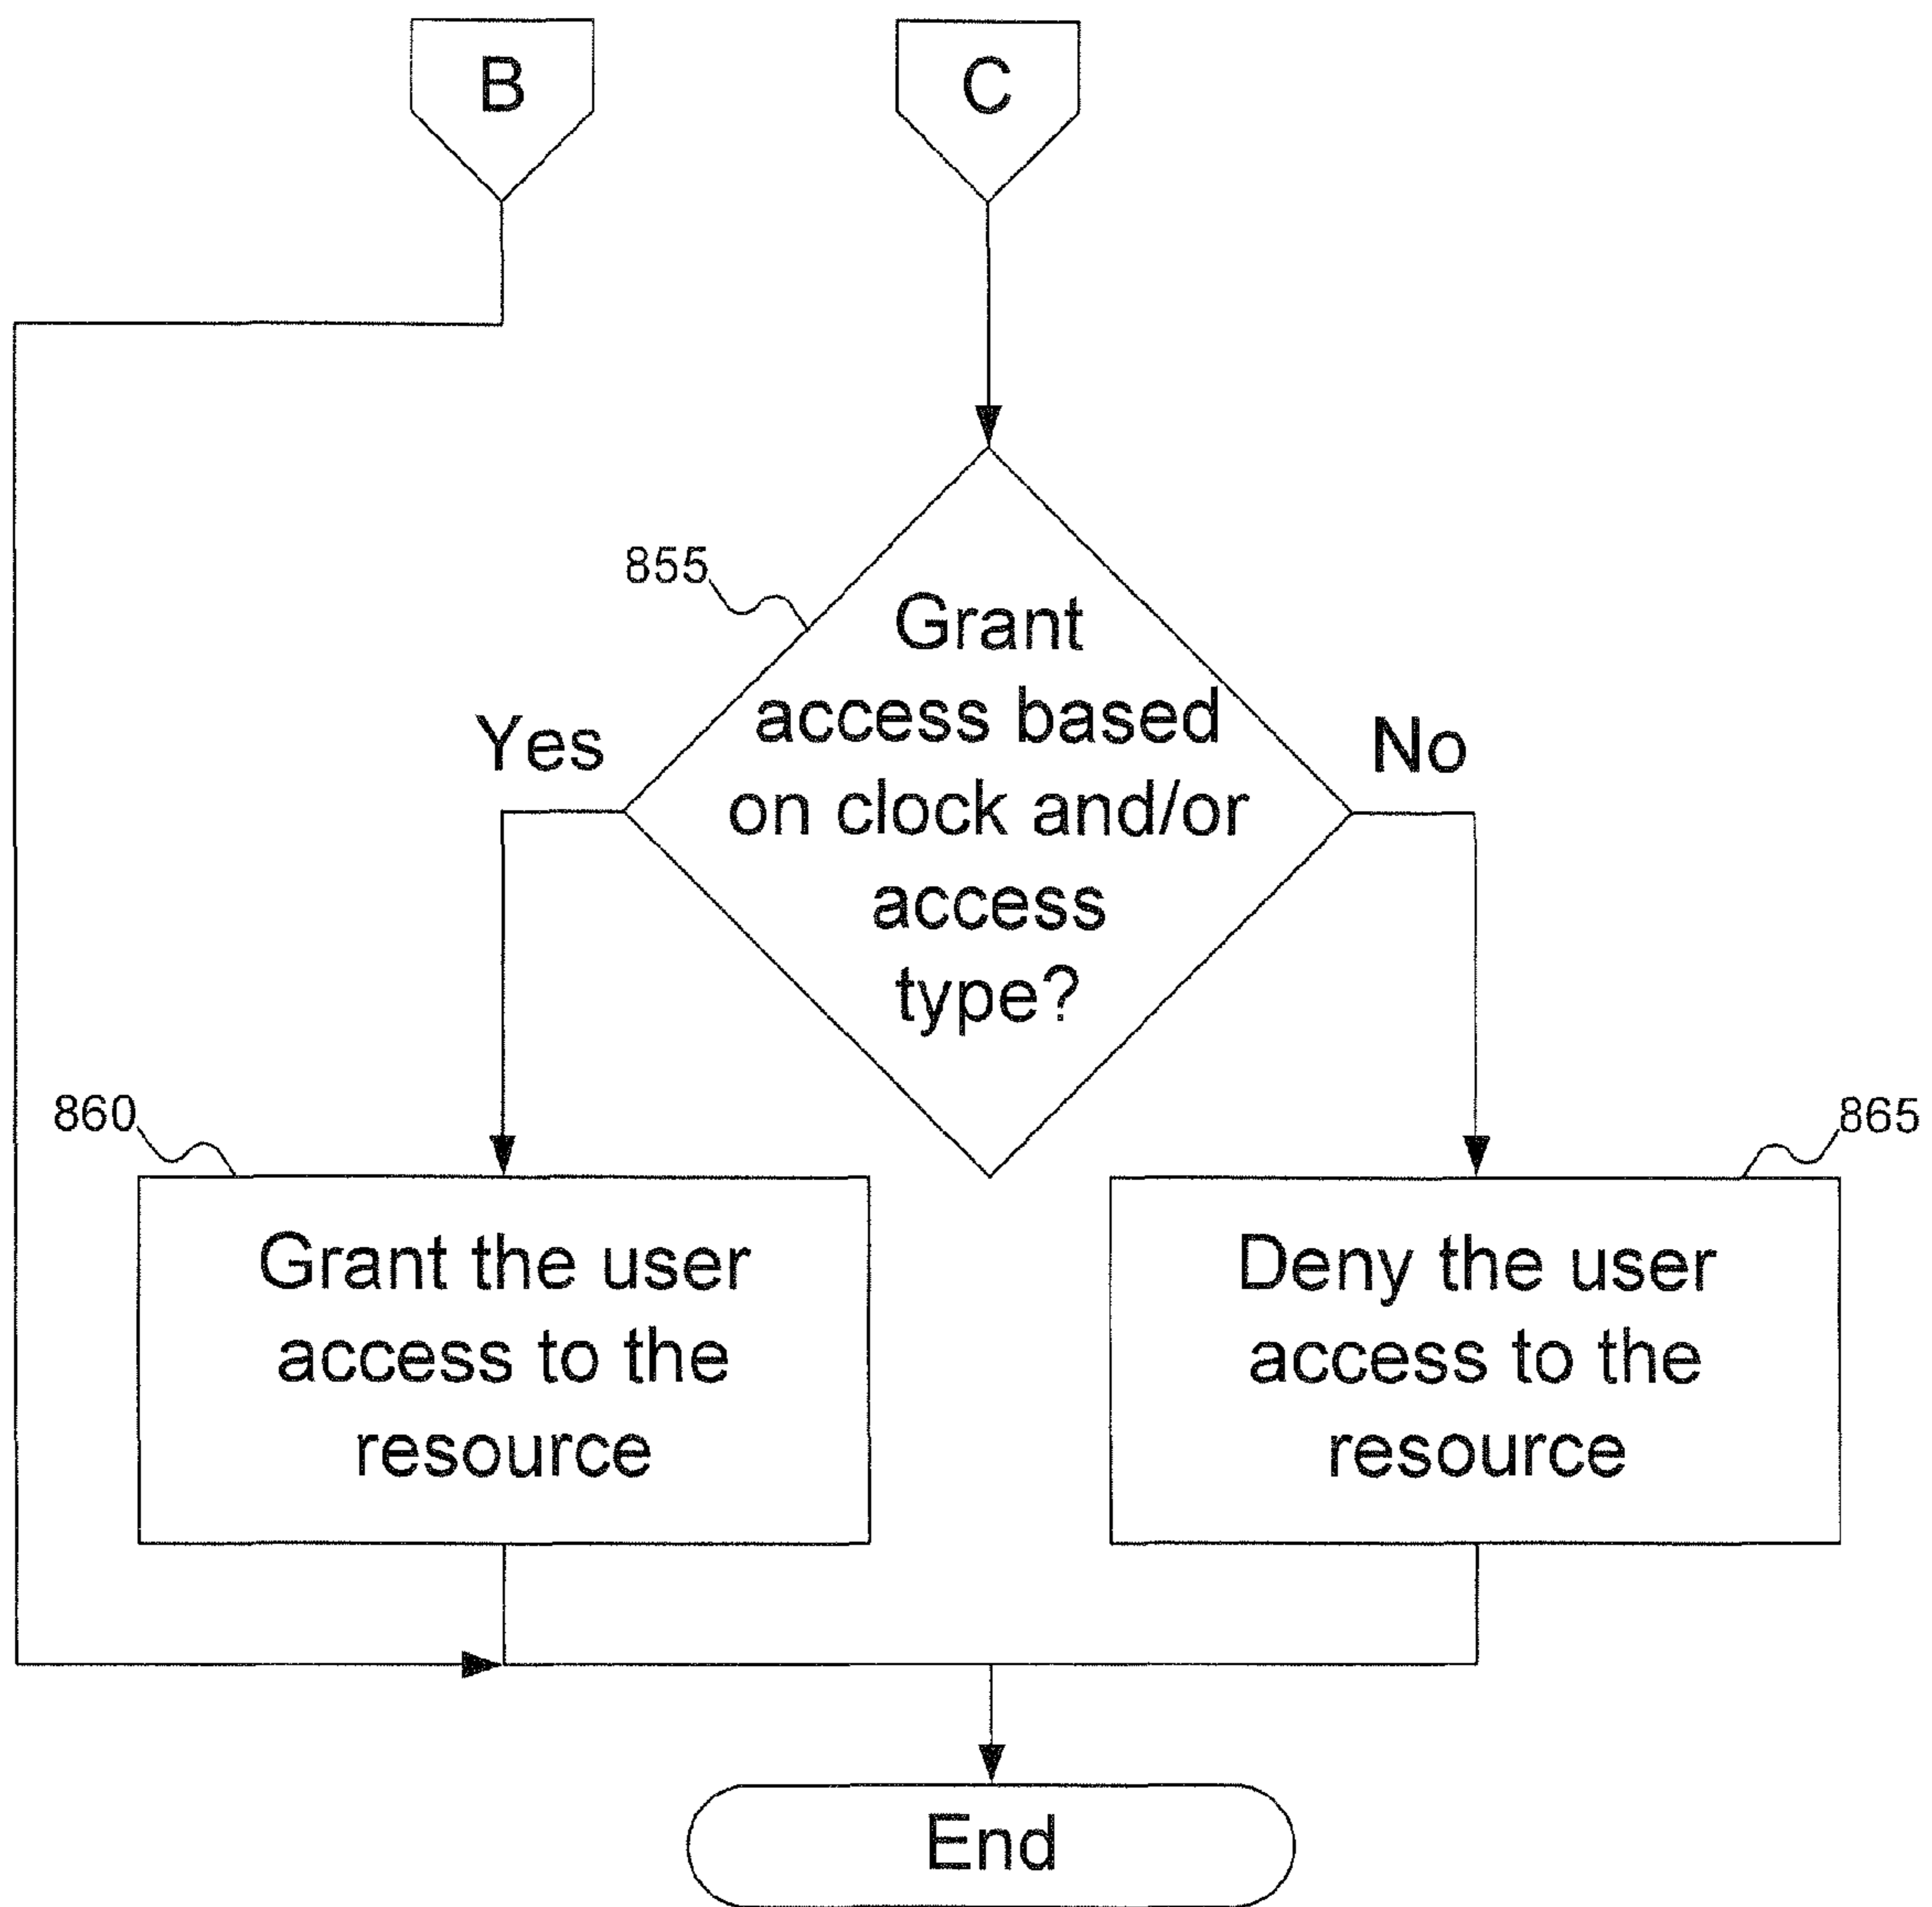 B
C
855
Grant
access based
on clock and/or
access
type?
Yes
No
860
865
Grant the user
access to the
resource
Deny the user
access to the
resource
End